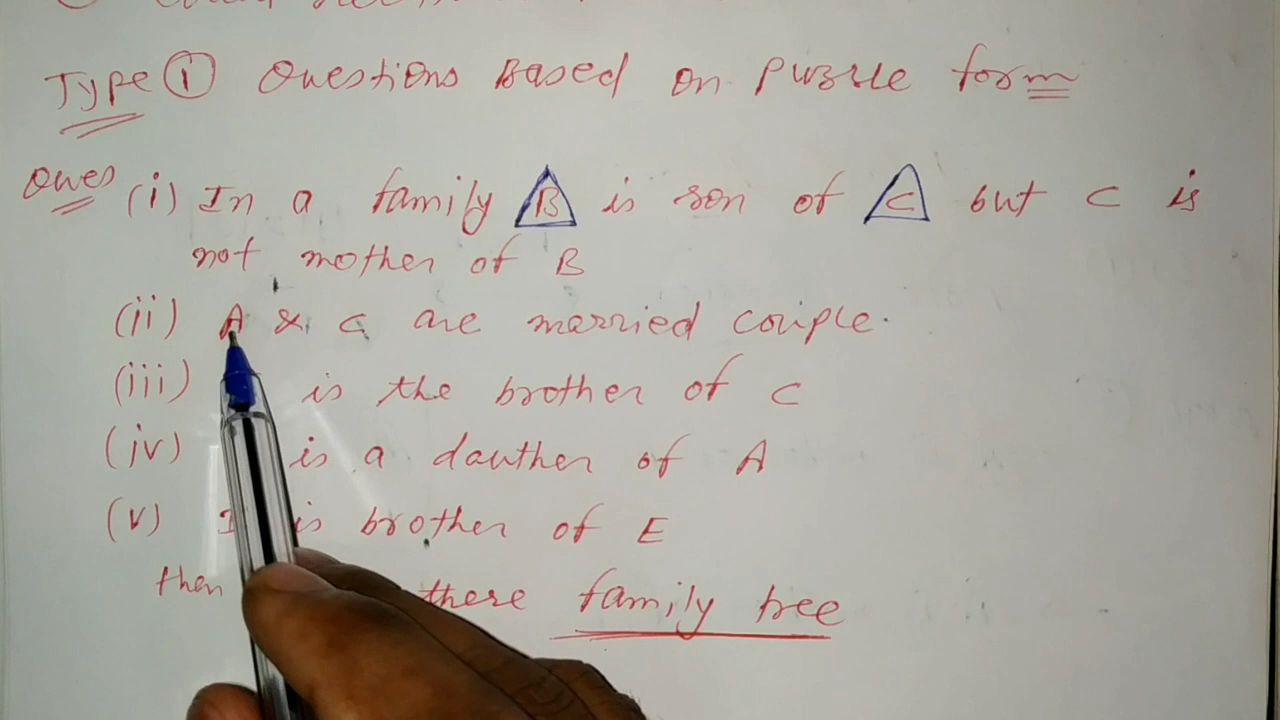 Type (i) Questions Based on Puzzle form
Ques (i) In a family B is son of C but C is
not mother of B
(ii) A & C are married couple.
(iii) is the brother of C
(iv) is a dauther of A
(v) is brother of E
then there family tree